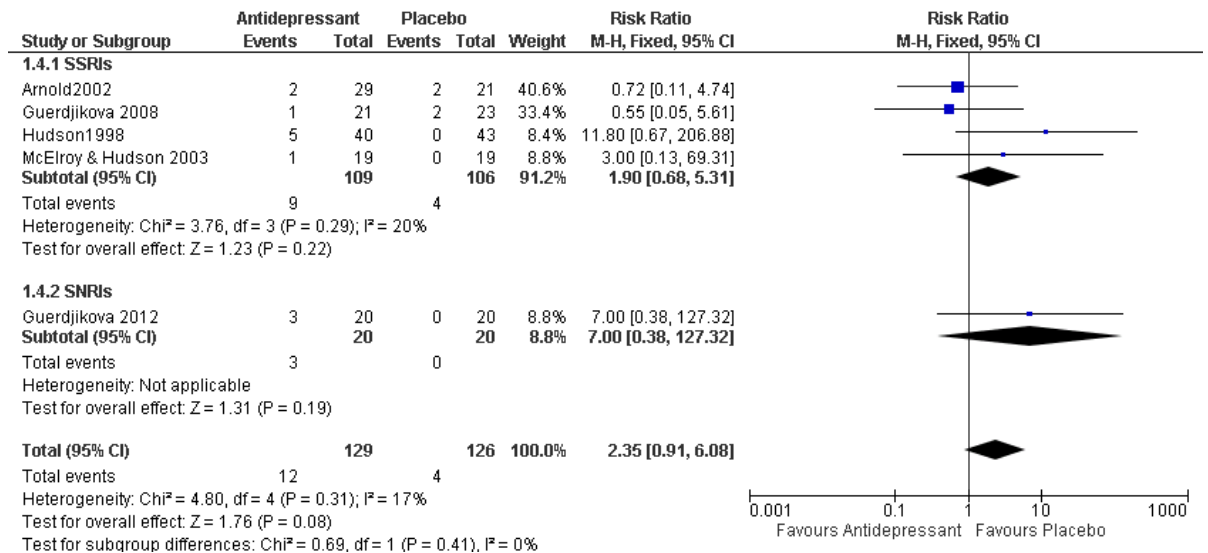 Antidepressant Placebo Risk Ratio Risk Ratio
Study or Subgroup Events Total Events Total Weight M-H, Fixed, 95% CI M-H, Fixed, 95% CI
1.4.1 SSRIs
Arnold2002 2 29 2 21 40.6% 0.72 [0.11, 4.74]
Guerdjikova 2008 1 21 2 23 33.4% 0.55 [0.05, 5.61]
Hudson1998 5 40 0 43 8.4% 11.80 [0.67, 206.88]
McElroy & Hudson 2003 1 19 0 19 8.8% 3.00 [0.13, 69.31]
Subtotal (95% CI) 109 106 91.2% 1.90 [0.68, 5.31]
Total events 9 4
Heterogeneity: Chi² = 3.76, df = 3 (P = 0.29); I² = 20%
Test for overall effect: Z = 1.23 (P = 0.22)
1.4.2 SNRIs
Guerdjikova 2012 3 20 0 20 8.8% 7.00 [0.38, 127.32]
Subtotal (95% CI) 20 20 8.8% 7.00 [0.38, 127.32]
Total events 3 0
Heterogeneity: Not applicable
Test for overall effect: Z = 1.31 (P = 0.19)
Total (95% CI) 129 126 100.0% 2.35 [0.91, 6.08]
Total events 12 4
Heterogeneity: Chi² = 4.80, df = 4 (P = 0.31); I² = 17%
Test for overall effect: Z = 1.76 (P = 0.08)
Test for subgroup differences: Chi² = 0.69, df = 1 (P = 0.41), I² = 0%
0.001 0.1 1 10 1000
Favours Antidepressant Favours Placebo